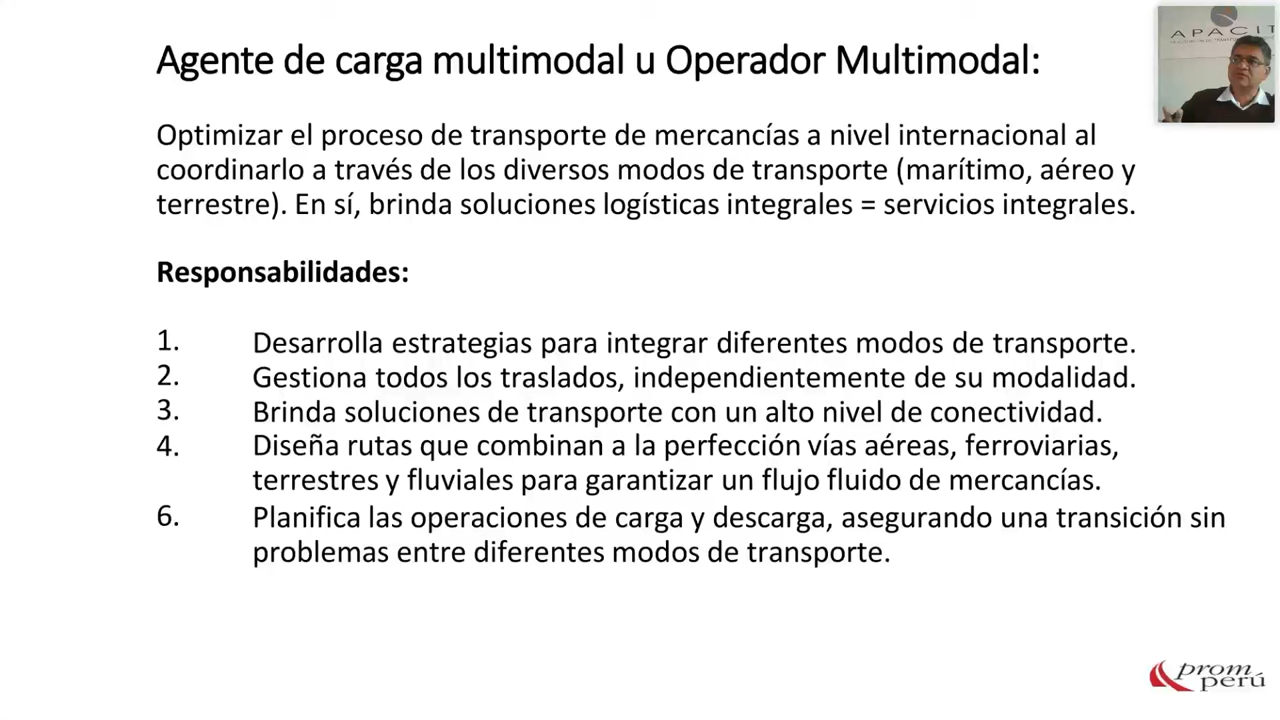 Agente de carga multimodal u Operador Multimodal:
APACIT
Optimizar el proceso de transporte de mercancías a nivel internacional al
coordinarlo a través de los diversos modos de transporte (marítimo, aéreo y
terrestre). En sí, brinda soluciones logísticas integrales = servicios integrales.
Responsabilidades:
1. Desarrolla estrategias para integrar diferentes modos de transporte.
2. Gestiona todos los traslados, independientemente de su modalidad.
3. Brinda soluciones de transporte con un alto nivel de conectividad.
4. Diseña rutas que combinan a la perfección vías aéreas, ferroviarias,
terrestres y fluviales para garantizar un flujo fluido de mercancías.
6. Planifica las operaciones de carga y descarga, asegurando una transición sin
problemas entre diferentes modos de transporte.
prom
perú